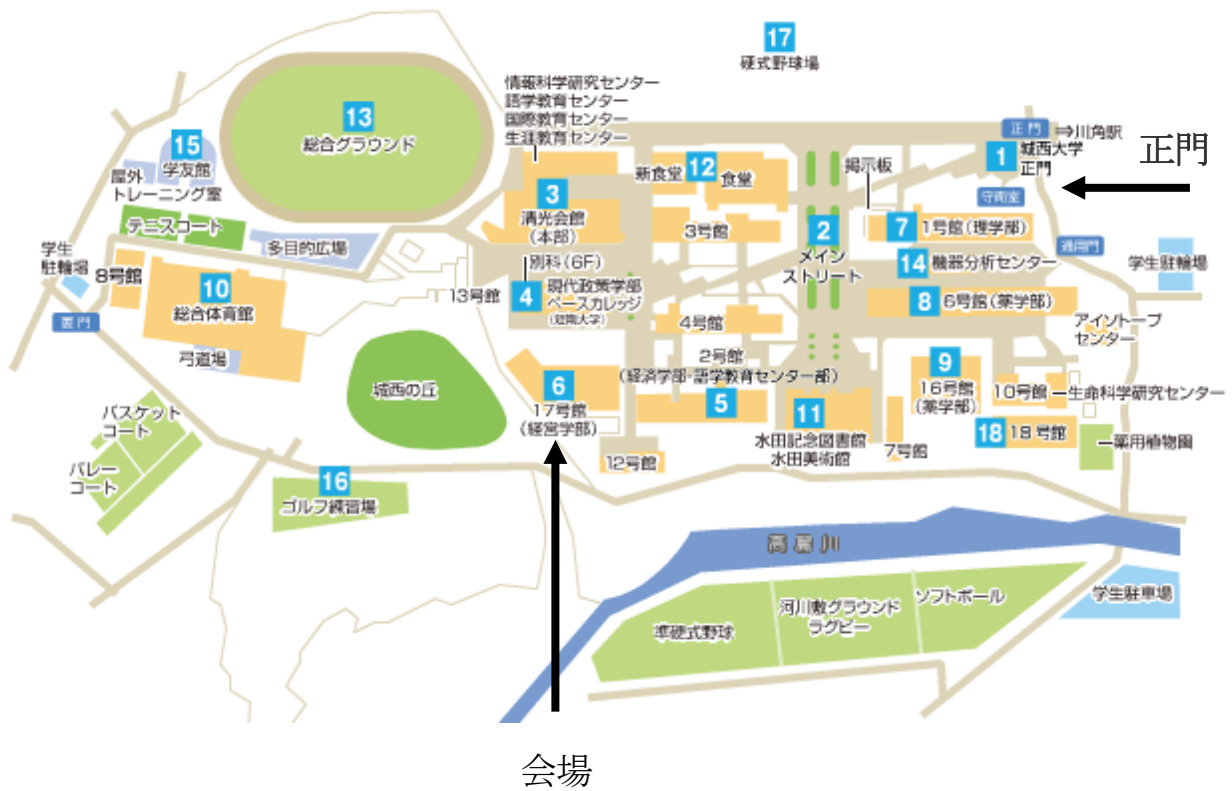 17
硬式野球場
情報科学研究センター
語学教育センター
国際教育センター
生涯教育センター
13
総合グラウンド
15
学友館
屋外
トレーニング室
テニスコート
多目的広場
学生
駐輪場
8号館
裏門
10
総合体育館
弓道場
3
清光会館
(本部)
別科(6F)
13号館
4
現代政策学部
ベースカレッジ
(短期大学)
新食堂
12
食堂
3号館
掲示板
正門
⇒川角駅
1
城西大学
正門
正門
守衛室
通用門
学生駐輪場
7
1号館(理学部)
2
メイン
ストリート
14
機器分析センター
8
6号館(薬学部)
アイソトープ
センター
4号館
2号館
(経済学部・語学教育センター部)
5
9
16号館
(薬学部)
10号館
生命科学研究センター
18
18号館
薬用植物園
11
水田記念図書館
水田美術館
7号館
城西の丘
6
17号館
(経営学部)
12号館
バスケット
コート
バレー
コート
16
ゴルフ練習場
高麗川
準硬式野球
河川敷グラウンド
ラグビー
ソフトボール
学生駐車場
会場